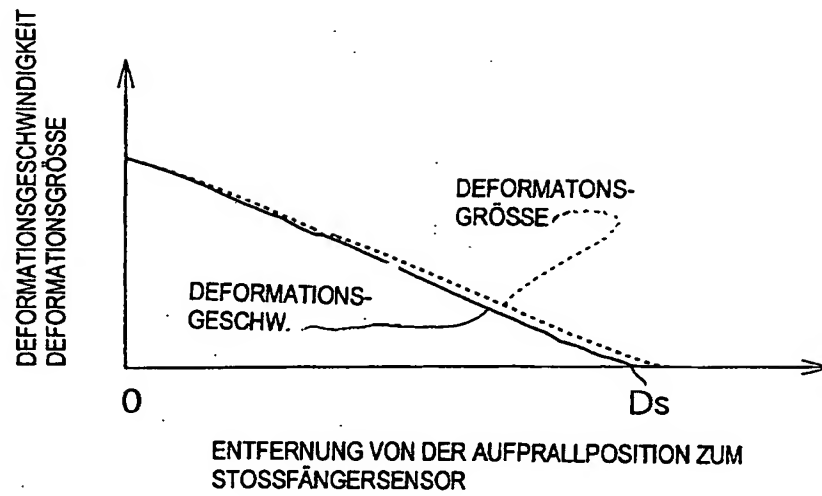 DEFORMATIONSGESCHWINDIGKEIT
DEFORMATIONSGRÖSSE
DEFORMATONS-
GRÖSSE
DEFORMATIONS-
GESCHW.
0
Ds
ENTFERNUNG VON DER AUFPRALLPOSITION ZUM
STOSSFÄNGERSENSOR